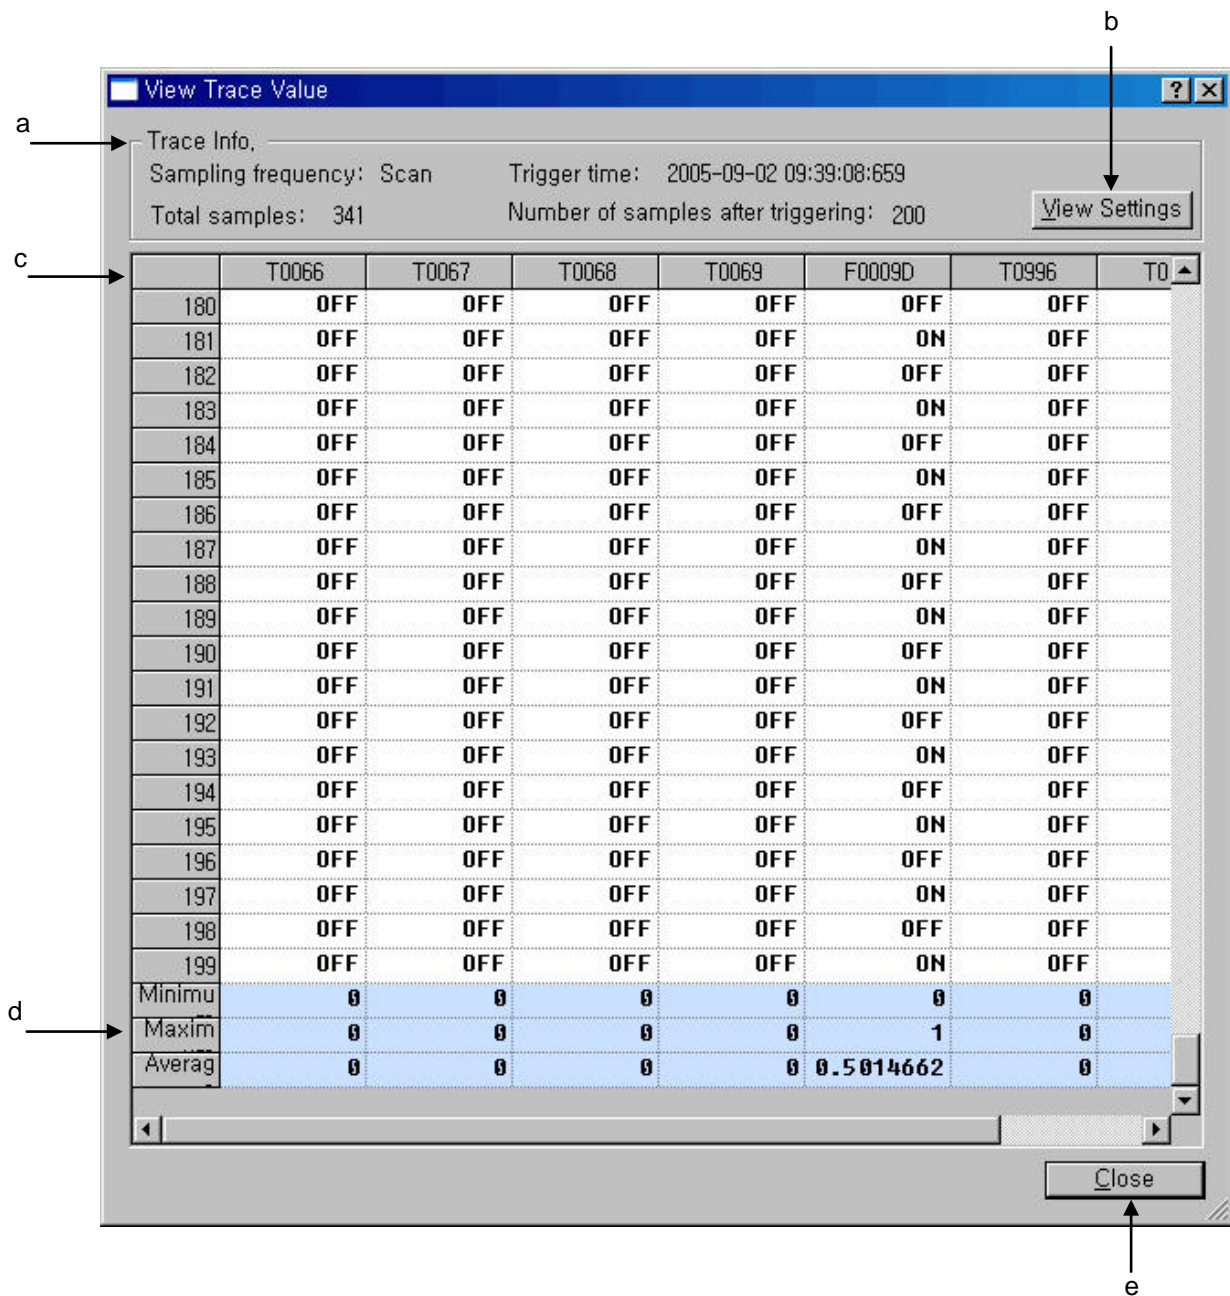 b
View Trace Value
a
Trace Info,
Sampling frequency: Scan Trigger time: 2005-09-02 09:39:08:659
Total samples: 341 Number of samples after triggering: 200 View Settings
c
T0066 T0067 T0068 T0069 F0009D T0996 T0
180 OFF OFF OFF OFF OFF OFF
181 OFF OFF OFF OFF ON OFF
182 OFF OFF OFF OFF OFF OFF
183 OFF OFF OFF OFF ON OFF
184 OFF OFF OFF OFF OFF OFF
185 OFF OFF OFF OFF ON OFF
186 OFF OFF OFF OFF OFF OFF
187 OFF OFF OFF OFF ON OFF
188 OFF OFF OFF OFF OFF OFF
189 OFF OFF OFF OFF ON OFF
190 OFF OFF OFF OFF OFF OFF
191 OFF OFF OFF OFF ON OFF
192 OFF OFF OFF OFF OFF OFF
193 OFF OFF OFF OFF ON OFF
194 OFF OFF OFF OFF OFF OFF
195 OFF OFF OFF OFF ON OFF
196 OFF OFF OFF OFF OFF OFF
197 OFF OFF OFF OFF ON OFF
198 OFF OFF OFF OFF OFF OFF
199 OFF OFF OFF OFF ON OFF
Minimu 0 0 0 0 0 0
d
Maxim 0 0 0 0 1 0
Averag 0 0 0 0 0.5014662 0
Close
e